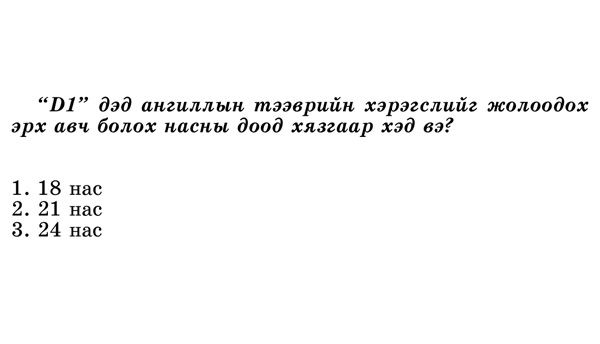 “D1” дэд ангиллын тээврийн хэрэгслийг жолоодох
эрх авч болох насны доод хязгаар хэд вэ?
1. 18 нас
2. 21 нас
3. 24 нас